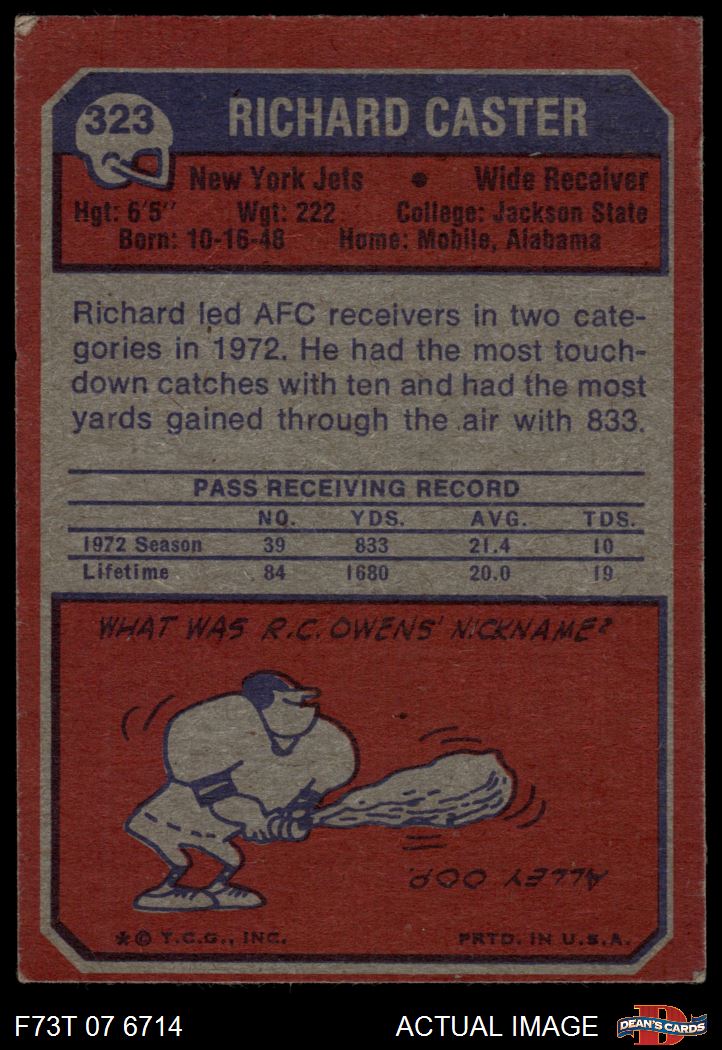 323 RICHARD CASTER
New York Jets • Wide Receiver
Hgt: 6'5" Wgt: 222 College: Jackson State
Born: 10-16-48 Home: Mobile, Alabama
Richard led AFC receivers in two cate-
gories in 1972. He had the most touch-
down catches with ten and had the most
yards gained through the air with 833.
PASS RECEIVING RECORD
NO. YDS. AVG. TDS.
1972 Season 39 833 21.4 10
Lifetime 84 1680 20.0 19
WHAT WAS R.C. OWENS' NICKNAME?
ALLEY OOP.
*© T.C.G., INC. PRTD. IN U.S.A.
F73T 07 6714 ACTUAL IMAGE D DEAN'S CARDS